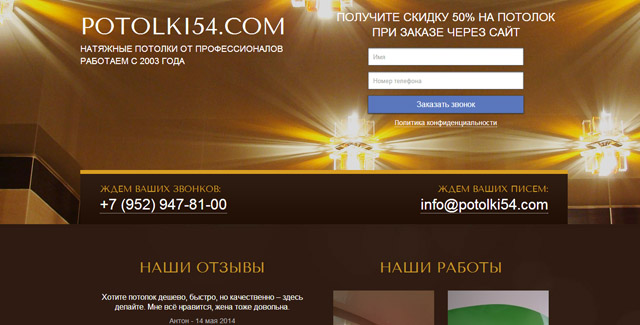 POTOLKI54.COM
НАТЯЖНЫЕ ПОТОЛКИ ОТ ПРОФЕССИОНАЛОВ
РАБОТАЕМ С 2003 ГОДА
ПОЛУЧИТЕ СКИДКУ 50% НА ПОТОЛОК
ПРИ ЗАКАЗЕ ЧЕРЕЗ САЙТ
Имя
Номер телефона
Заказать звонок
Политика конфиденциальности
ЖДЕМ ВАШИХ ЗВОНКОВ:
+7 (952) 947-81-00
ЖДЕМ ВАШИХ ПИСЕМ:
info@potolki54.com
НАШИ ОТЗЫВЫ
Хотите потолок дешево, быстро, но качественно – здесь
делайте. Мне всё нравится, жена тоже довольна.
Антон - 14 мая 2014
НАШИ РАБОТЫ